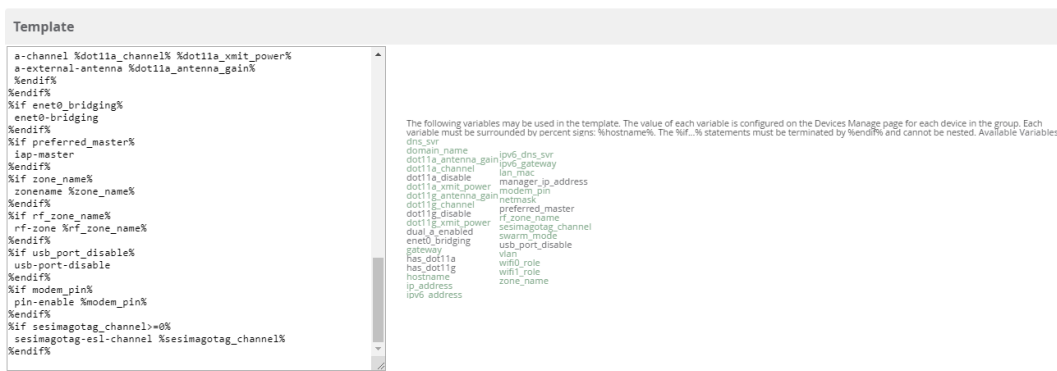 Template
a-channel %dot11a_channel% %dot11a_xmit_power%
a-external-antenna %dot11a_antenna_gain%
%endif%
%endif%
%if enet0_bridging%
enet0-bridging
%endif%
%if preferred_master%
iap-master
%endif%
%if zone_name%
zonename %zone_name%
%endif%
%if rf_zone_name%
rf-zone %rf_zone_name%
%endif%
%if usb_port_disable%
usb-port-disable
%endif%
%if modem_pin%
pin-enable %modem_pin%
%endif%
%if sesimagotag_channel>=0%
sesimagotag-esl-channel %sesimagotag_channel%
%endif%
The following variables may be used in the template. The value of each variable is configured on the Devices Manage page for each device in the group. Each
variable must be surrounded by percent signs: %hostname%. The %if...% statements must be terminated by %endif% and cannot be nested. Available Variables
dns_svr
domain_name
dot11a_antenna_gain
dot11a_channel
dot11a_disable
dot11a_xmit_power
dot11g_antenna_gain
dot11g_channel
dot11g_disable
dot11g_xmit_power
dual_a_enabled
enet0_bridging
gateway
has_dot11a
has_dot11g
hostname
ip_address
ipv6_address
ipv6_dns_svr
ipv6_gateway
lan_mac
manager_ip_address
modem_pin
netmask
preferred_master
rf_zone_name
sesimagotag_channel
swarm_mode
usb_port_disable
vlan
wifi0_role
wifi1_role
zone_name